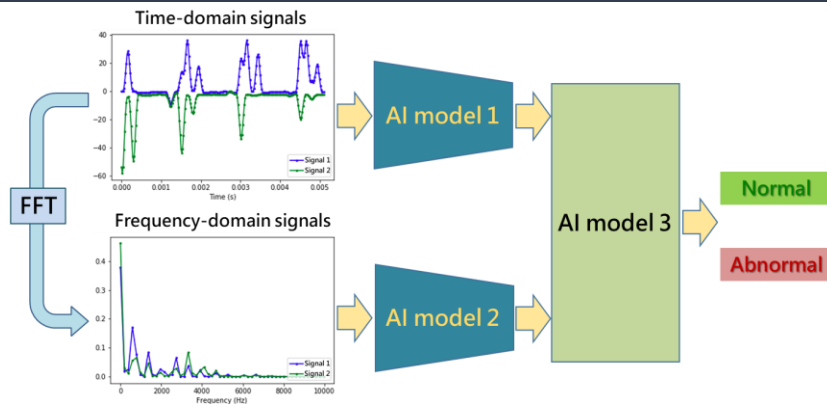 Time-domain signals
40
20
0
−20
−40
−60
Signal 1
Signal 2
0.000
0.001
0.002
0.003
0.004
0.005
Time (s)
AI model 1
FFT
Frequency-domain signals
0.4
0.3
0.2
0.1
0.0
Signal 1
Signal 2
0
2000
4000
6000
8000
10000
Frequency (Hz)
AI model 2
AI model 3
Normal
Abnormal